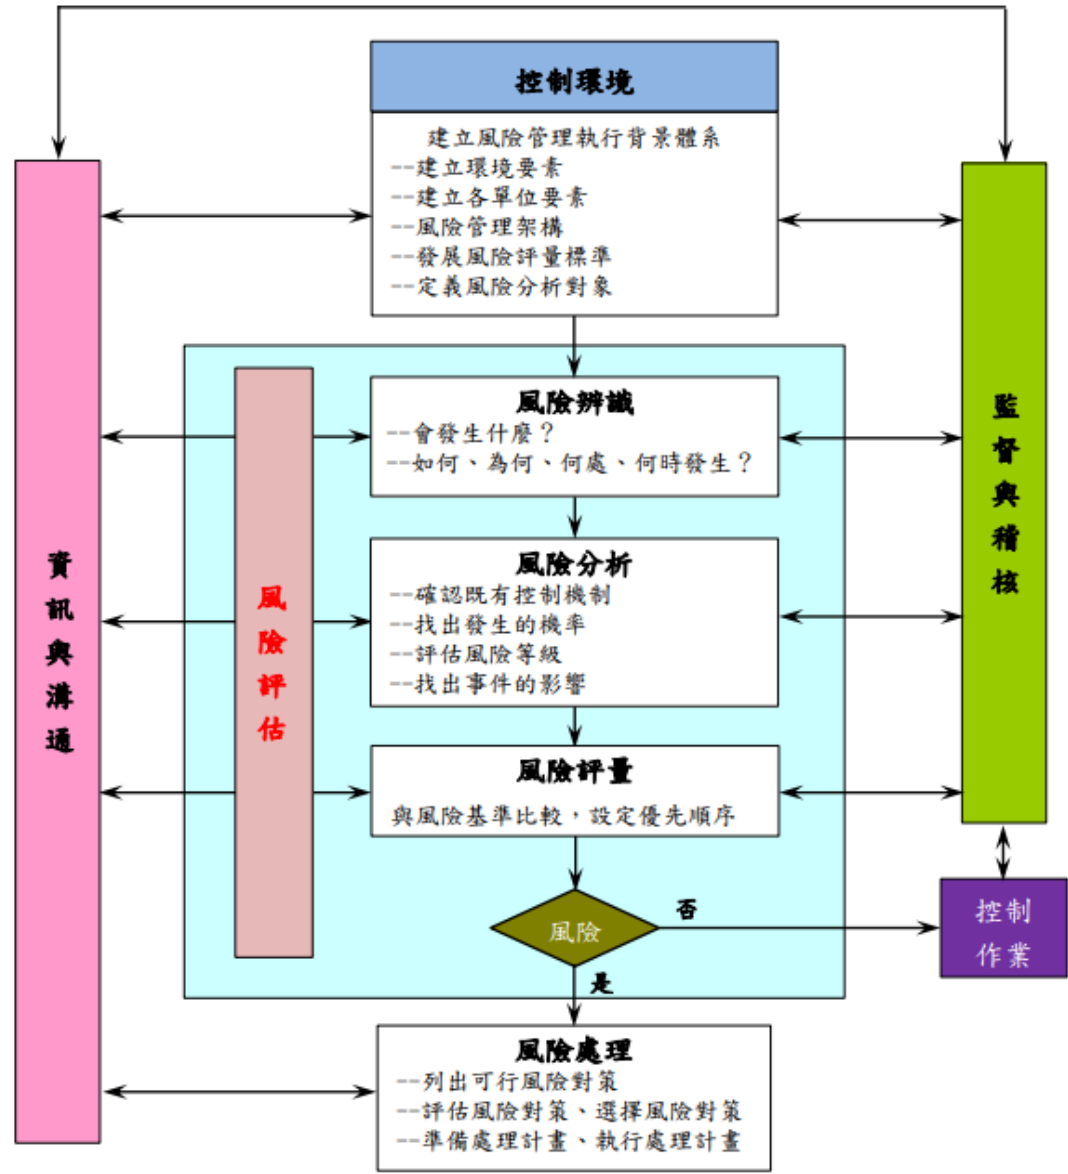 控制環境
建立風險管理執行背景體系
--建立環境要素
--建立各單位要素
--風險管理架構
--發展風險評量標準
--定義風險分析對象
風險辨識
--會發生什麼？
--如何、為何、何處、何時發生？
風險分析
--確認既有控制機制
--找出發生的機率
--評估風險等級
--找出事件的影響
風險評量
與風險基準比較，設定優先順序
風險
否
是
風險處理
--列出可行風險對策
--評估風險對策、選擇風險對策
--準備處理計畫、執行處理計畫
資訊與溝通
風險評估
監督與稽核
控制
作業